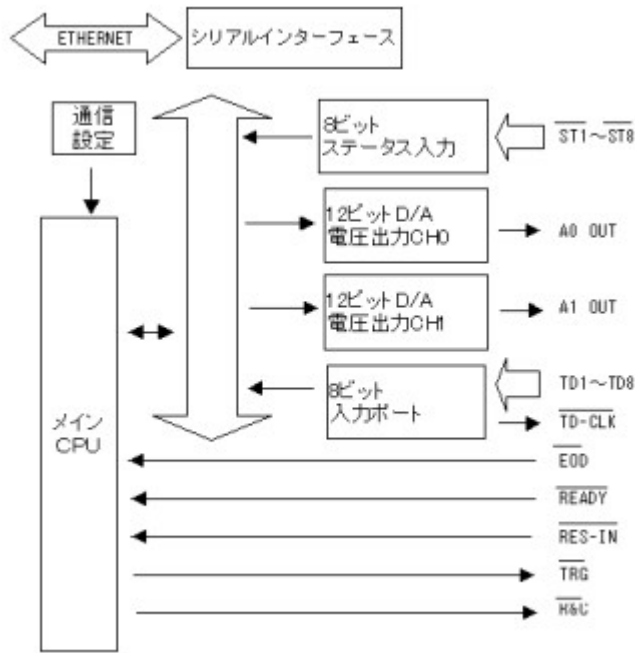 ETHERNET
シリアルインターフェース
通信
設定
8ビット
ステータス入力
ST1～ST8
12ビット D/A
電圧出力CH0
A0 OUT
12ビット D/A
電圧出力CH1
A1 OUT
8ビット
入力ポート
TD1～TD8
TD-CLK
メイン
CPU
EOD
READY
RES-IN
TRG